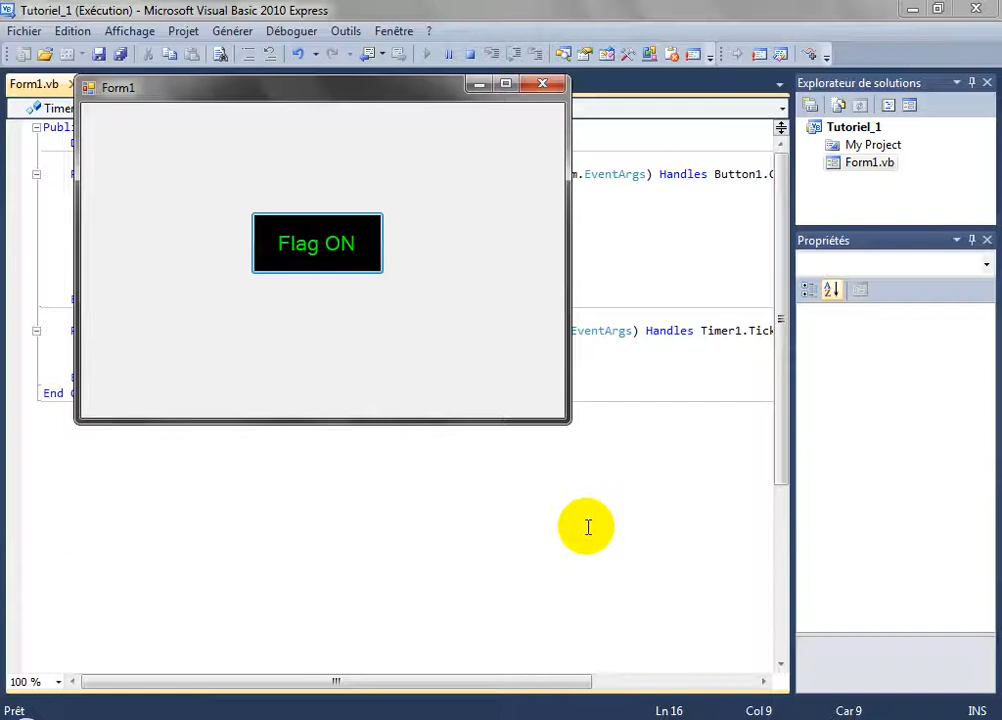 Tutoriel_1 (Exécution) - Microsoft Visual Basic 2010 Express
Fichier Edition Affichage Projet Générer Déboguer Outils Fenêtre ?
Form1.vb
Form1
Explorateur de solutions
Timer
Tutoriel_1
Publi
My Project
Form1.vb
m.EventArgs) Handles Button1.C
Flag ON
Propriétés
EventArgs) Handles Timer1.Tick
End C
100 %
Prêt
Ln 16
Col 9
Car 9
INS